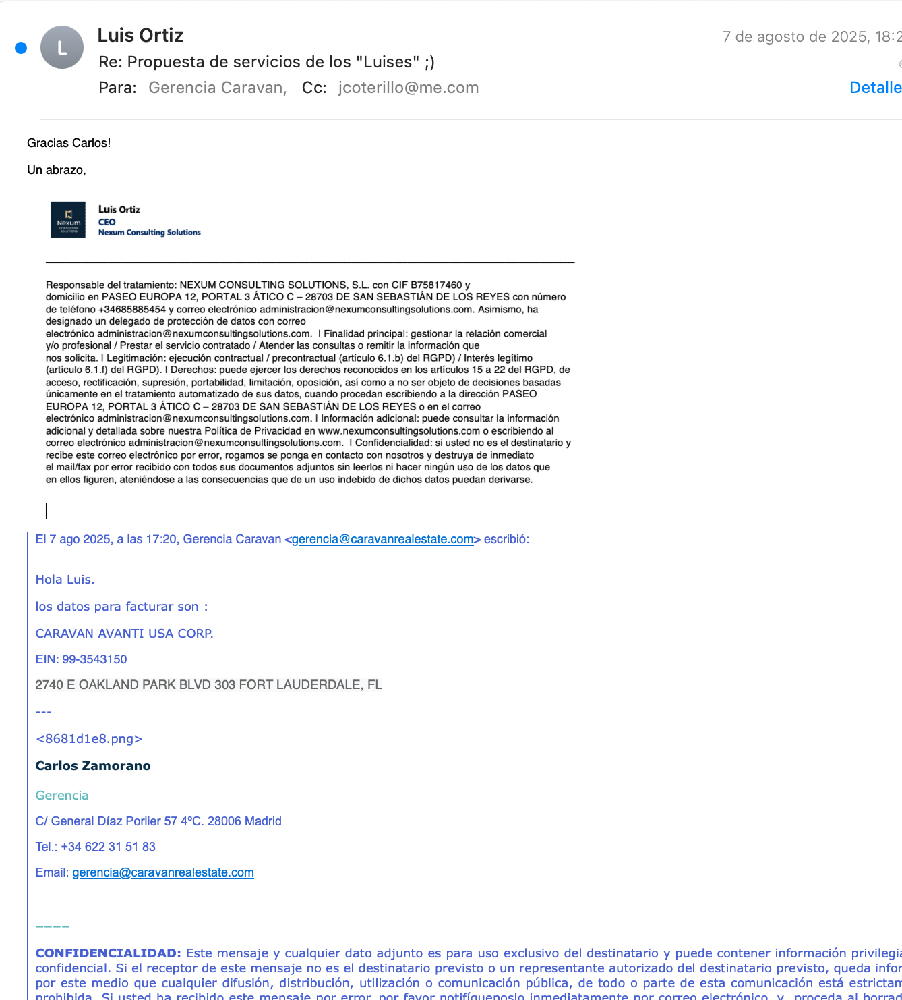 L
Luis Ortiz
7 de agosto de 2025, 18:2
Re: Propuesta de servicios de los "Luises" ;)
Para: Gerencia Caravan, Cc: jcoterillo@me.com
Detalle
Gracias Carlos!
Un abrazo,
Nexum
CONSULTING
SOLUTIONS
Luis Ortiz
CEO
Nexum Consulting Solutions
Responsable del tratamiento: NEXUM CONSULTING SOLUTIONS, S.L. con CIF B75817460 y
domicilio en PASEO EUROPA 12, PORTAL 3 ÁTICO C – 28703 DE SAN SEBASTIÁN DE LOS REYES con número
de teléfono +34685885454 y correo electrónico administracion@nexumconsultingsolutions.com. Asimismo, ha
designado un delegado de protección de datos con correo
electrónico administracion@nexumconsultingsolutions.com. | Finalidad principal: gestionar la relación comercial
y/o profesional / Prestar el servicio contratado / Atender las consultas o remitir la información que
nos solicita. | Legitimación: ejecución contractual / precontractual (artículo 6.1.b) del RGPD) / Interés legítimo
(artículo 6.1.f) del RGPD). | Derechos: puede ejercer los derechos reconocidos en los artículos 15 a 22 del RGPD, de
acceso, rectificación, supresión, portabilidad, limitación, oposición, así como a no ser objeto de decisiones basadas
únicamente en el tratamiento automatizado de sus datos, cuando procedan escribiendo a la dirección PASEO
EUROPA 12, PORTAL 3 ÁTICO C – 28703 DE SAN SEBASTIÁN DE LOS REYES o en el correo
electrónico administracion@nexumconsultingsolutions.com. | Información adicional: puede consultar la información
adicional y detallada sobre nuestra Política de Privacidad en www.nexumconsultingsolutions.com o escribiendo al
correo electrónico administracion@nexumconsultingsolutions.com. | Confidencialidad: si usted no es el destinatario y
recibe este correo electrónico por error, rogamos se ponga en contacto con nosotros y destruya de inmediato
el mail/fax por error recibido con todos sus documentos adjuntos sin leerlos ni hacer ningún uso de los datos que
en ellos figuren, ateniéndose a las consecuencias que de un uso indebido de dichos datos puedan derivarse.
El 7 ago 2025, a las 17:20, Gerencia Caravan <gerencia@caravanrealestate.com> escribió:
Hola Luis.
los datos para facturar son :
CARAVAN AVANTI USA CORP.
EIN: 99-3543150
2740 E OAKLAND PARK BLVD 303 FORT LAUDERDALE, FL
---
<8681d1e8.png>
Carlos Zamorano
Gerencia
C/ General Díaz Porlier 57 4ºC. 28006 Madrid
Tel.: +34 622 31 51 83
Email: gerencia@caravanrealestate.com
----
CONFIDENCIALIDAD: Este mensaje y cualquier dato adjunto es para uso exclusivo del destinatario y puede contener información privilegia
confidencial. Si el receptor de este mensaje no es el destinatario previsto o un representante autorizado del destinatario previsto, queda infor
por este medio que cualquier difusión, distribución, utilización o comunicación pública, de todo o parte de esta comunicación está estrictam
prohibida. Si usted ha recibido este mensaje por error, por favor notifíquenoslo inmediatamente por correo electrónico y proceda al borrad